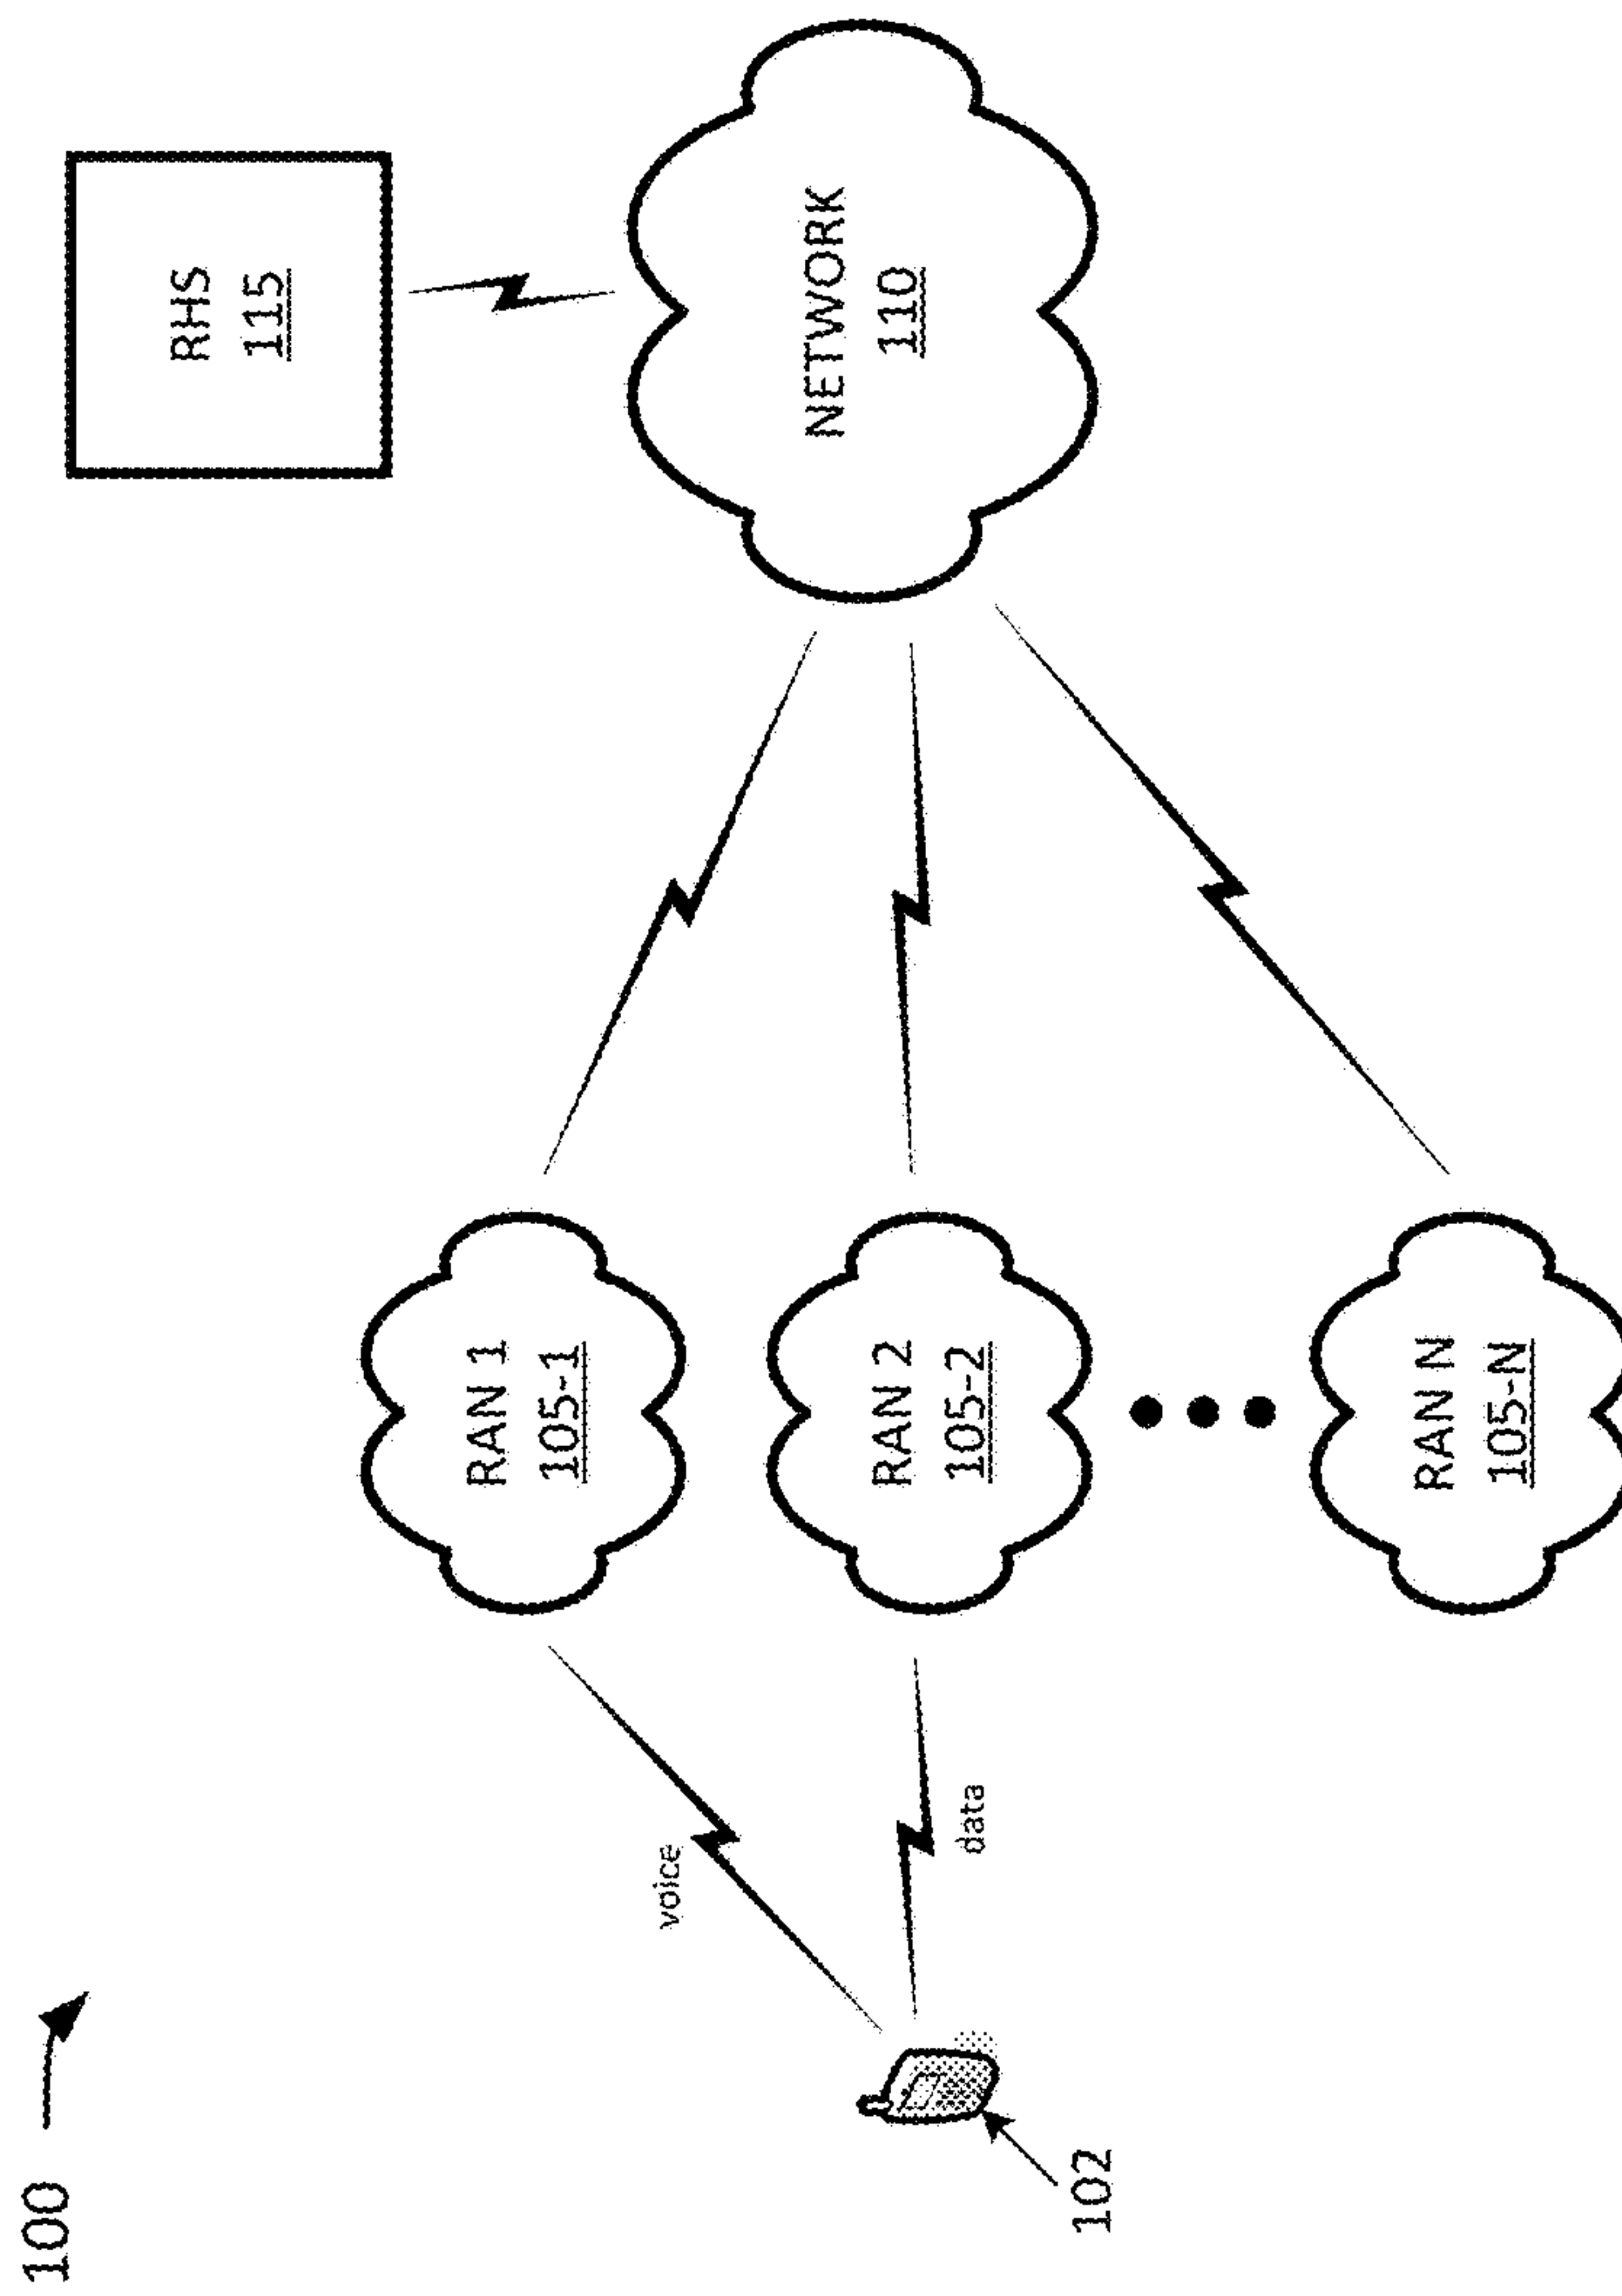 100
RHS
115
NETWORK
110
RAN 1
105-1
RAN 2
105-2
RAN N
105-N
voice
data
102